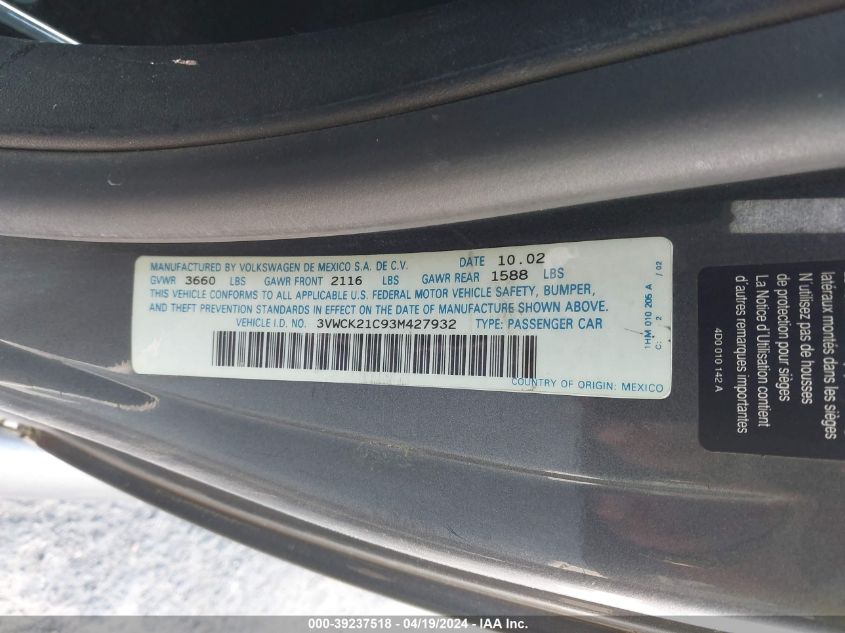 MANUFACTURED BY VOLKSWAGEN DE MEXICO S.A. DE C.V. DATE 10.02
GVWR 3660 LBS GAWR FRONT 2116 LBS GAWR REAR 1588 LBS
THIS VEHICLE CONFORMS TO ALL APPLICABLE U.S. FEDERAL MOTOR VEHICLE SAFETY, BUMPER,
AND THEFT PREVENTION STANDARDS IN EFFECT ON THE DATE OF MANUFACTURE SHOWN ABOVE.
VEHICLE I.D. NO. 3VWCK21C93M427932 TYPE: PASSENGER CAR
COUNTRY OF ORIGIN: MEXICO
1HM 010 205 A
latéraux montés dans les sièges
N'utilisez pas de housses
de protection pour sièges
La Notice d'Utilisation contient
d'autres remarques importantes
4D0 010 142 A
000-39237518 - 04/19/2024 - IAA Inc.